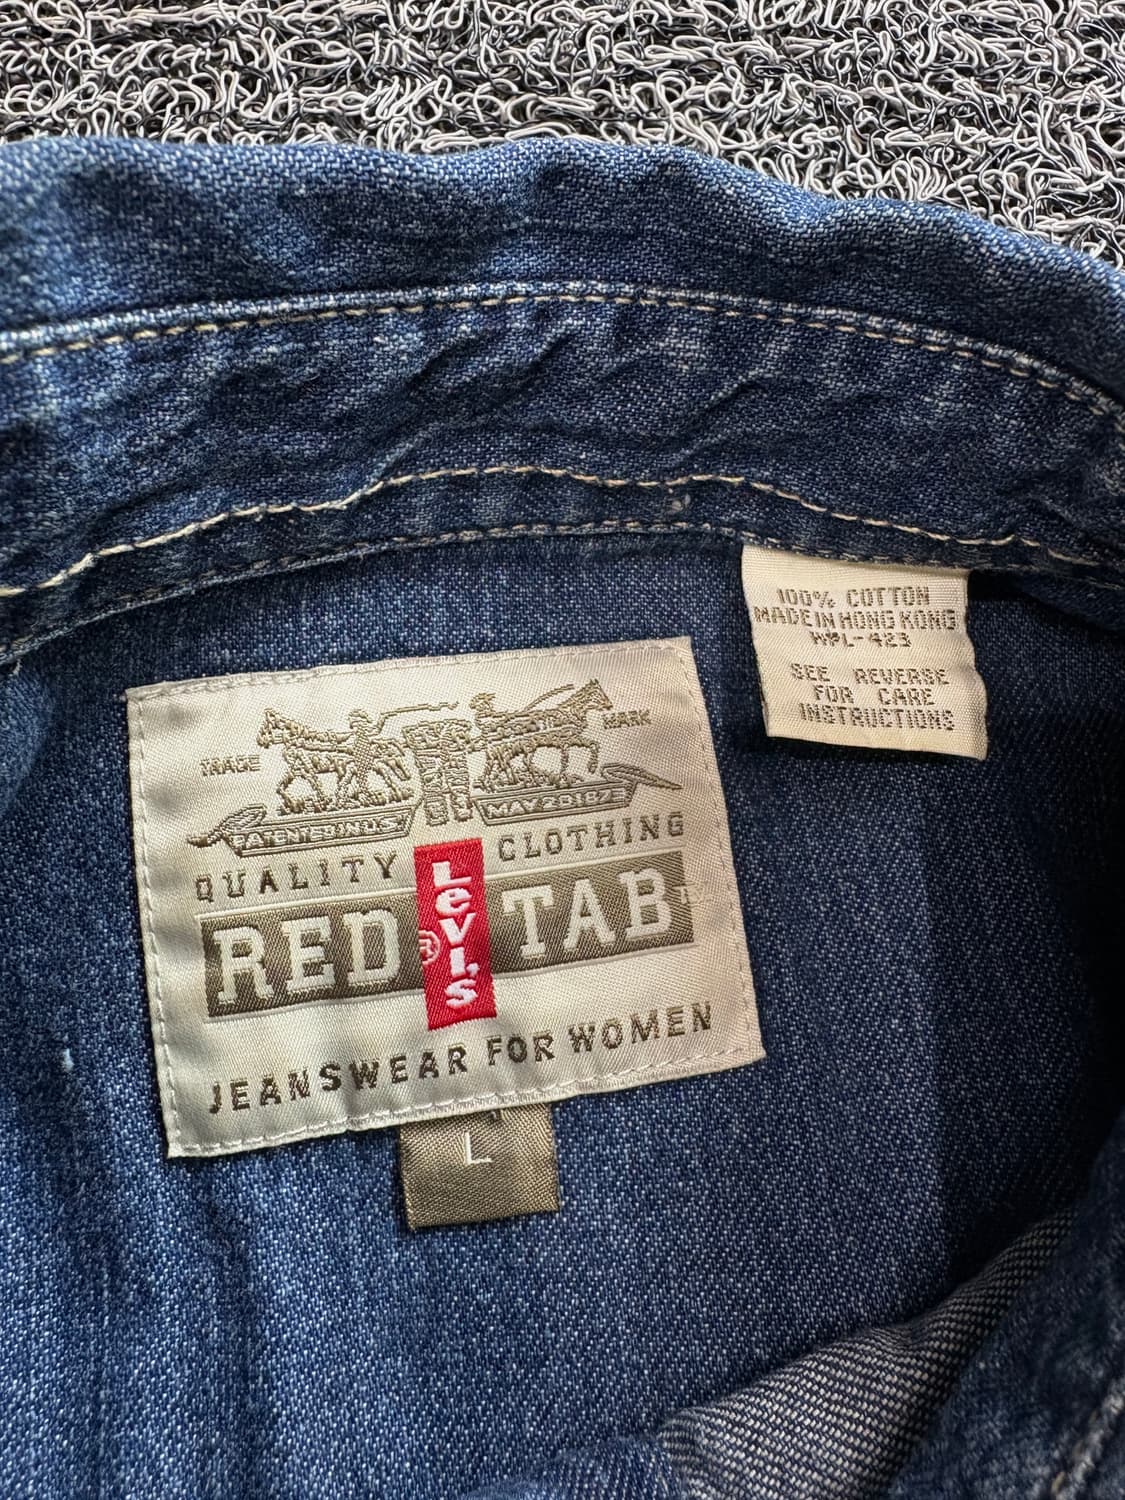 TRADE MARK
PATENTED IN U.S. MAY 20 1873
QUALITY CLOTHING
RED TAB
Levi's
®
JEANSWEAR FOR WOMEN
L
100% COTTON
MADE IN HONG KONG
WPL-423
SEE REVERSE
FOR CARE
INSTRUCTIONS